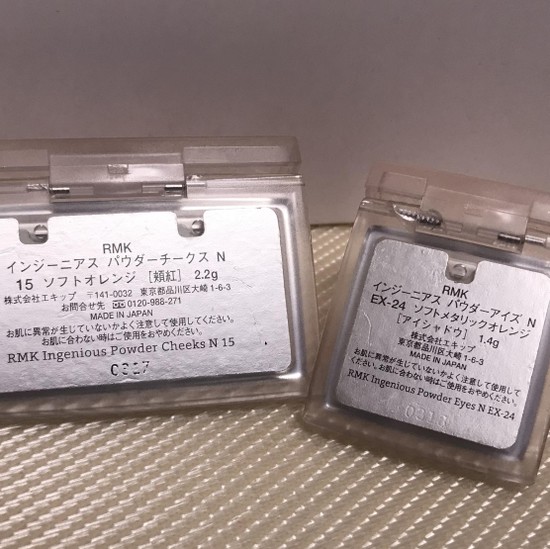 RMK
インジーニアス パウダーチークス N
15 ソフトオレンジ [頬紅] 2.2g
株式会社エキップ 〒141-0032 東京都品川区大崎 1-6-3
お問合せ先 0120-988-271
MADE IN JAPAN
お肌に異常が生じていないかよく注意して使用してください。
お肌に合わない時はご使用をおやめください。
RMK Ingenious Powder Cheeks N 15
RMK
インジーニアス パウダーアイズ N
EX-24 ソフトメタリックオレンジ
[アイシャドウ] 1.4g
株式会社エキップ
東京都品川区大崎 1-6-3
MADE IN JAPAN
お肌に異常が生じていないかよく注意して使用して
ください。お肌に合わない時はご使用をおやめください。
RMK Ingenious Powder Eyes N EX-24